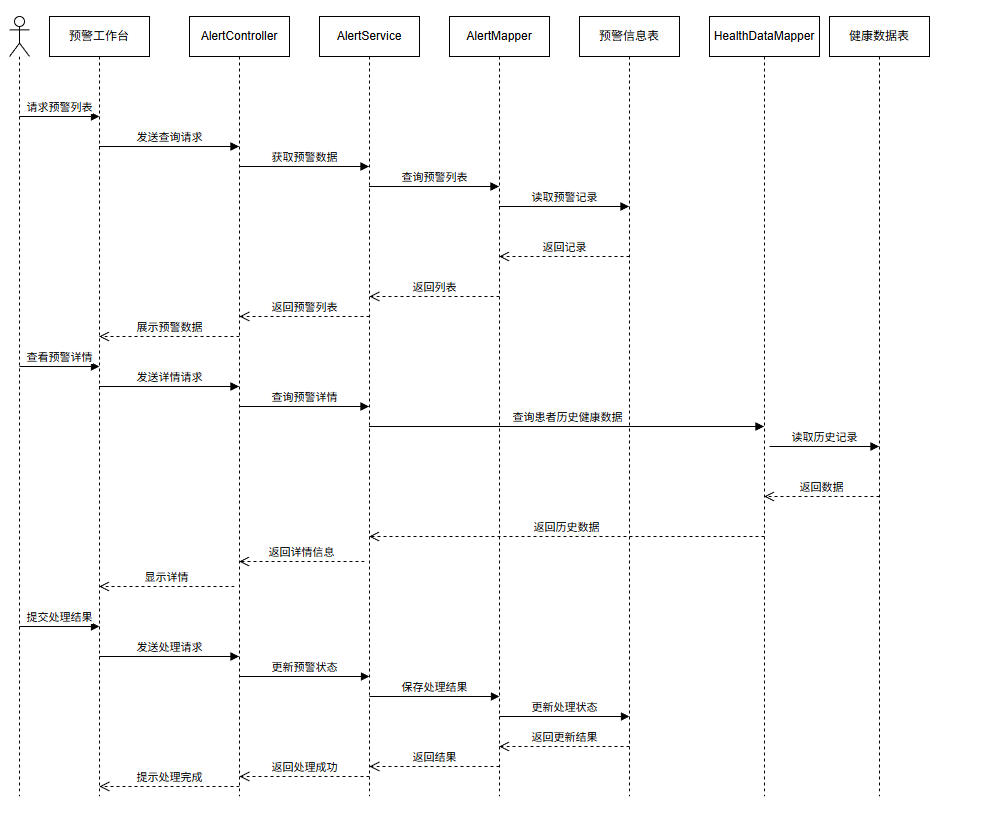 预警工作台
AlertController
AlertService
AlertMapper
预警信息表
HealthDataMapper
健康数据表
请求预警列表
发送查询请求
获取预警数据
查询预警列表
读取预警记录
返回记录
返回列表
返回预警列表
展示预警数据
查看预警详情
发送详情请求
查询预警详情
查询患者历史健康数据
读取历史记录
返回数据
返回历史数据
返回详情信息
显示详情
提交处理结果
发送处理请求
更新预警状态
保存处理结果
更新处理状态
返回更新结果
返回结果
返回处理成功
提示处理完成